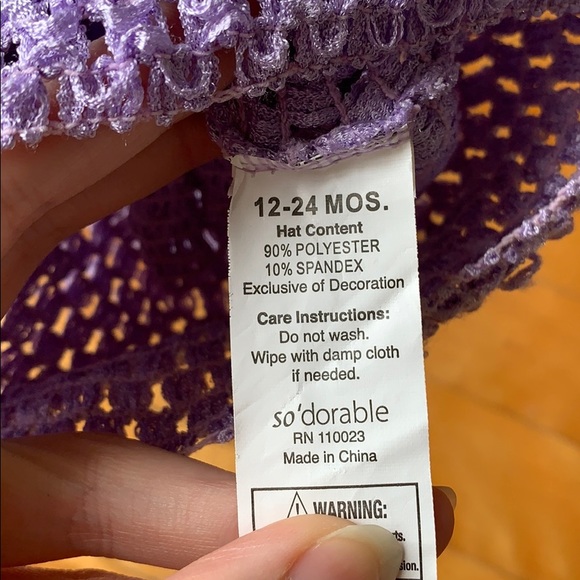 12-24 MOS.
Hat Content
90% POLYESTER
10% SPANDEX
Exclusive of Decoration
Care Instructions:
Do not wash.
Wipe with damp cloth
if needed.
so'dorable
RN 110023
Made in China
WARNING: